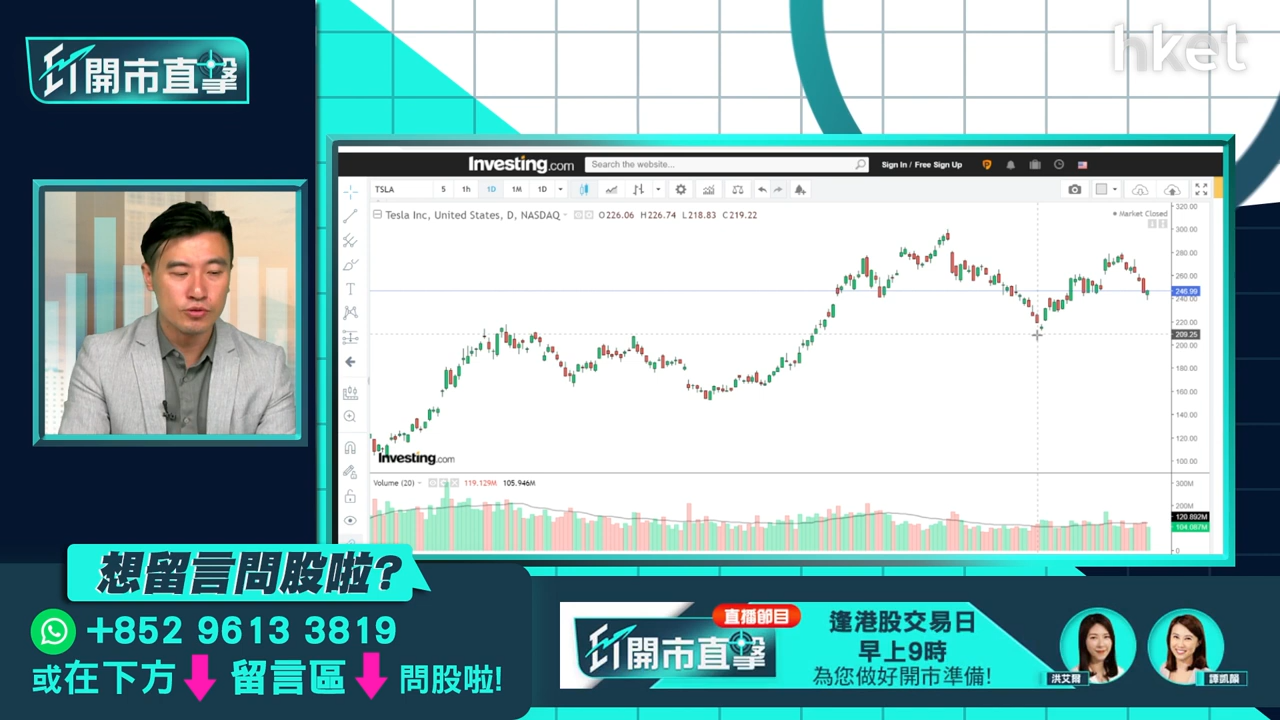 hket
ET開市直擊
Investing.com
Search the website...
Sign In / Free Sign Up
TSLA
5
1h
1D
1M
1D
Tesla Inc, United States, D, NASDAQ
O226.06 H226.74 L218.83 C219.22
Market Closed
320.00
300.00
280.00
260.00
246.99
240.00
220.00
209.25
200.00
180.00
160.00
140.00
120.00
100.00
Investing.com
Volume (20)
119.129M
105.946M
300M
200M
120.892M
104.087M
0
想留言問股啦?
+852 9613 3819
或在下方 留言區 問股啦!
直播節目
ET開市直擊
逢港股交易日
早上9時
為您做好開市準備!
洪艾爾
譚凱韻